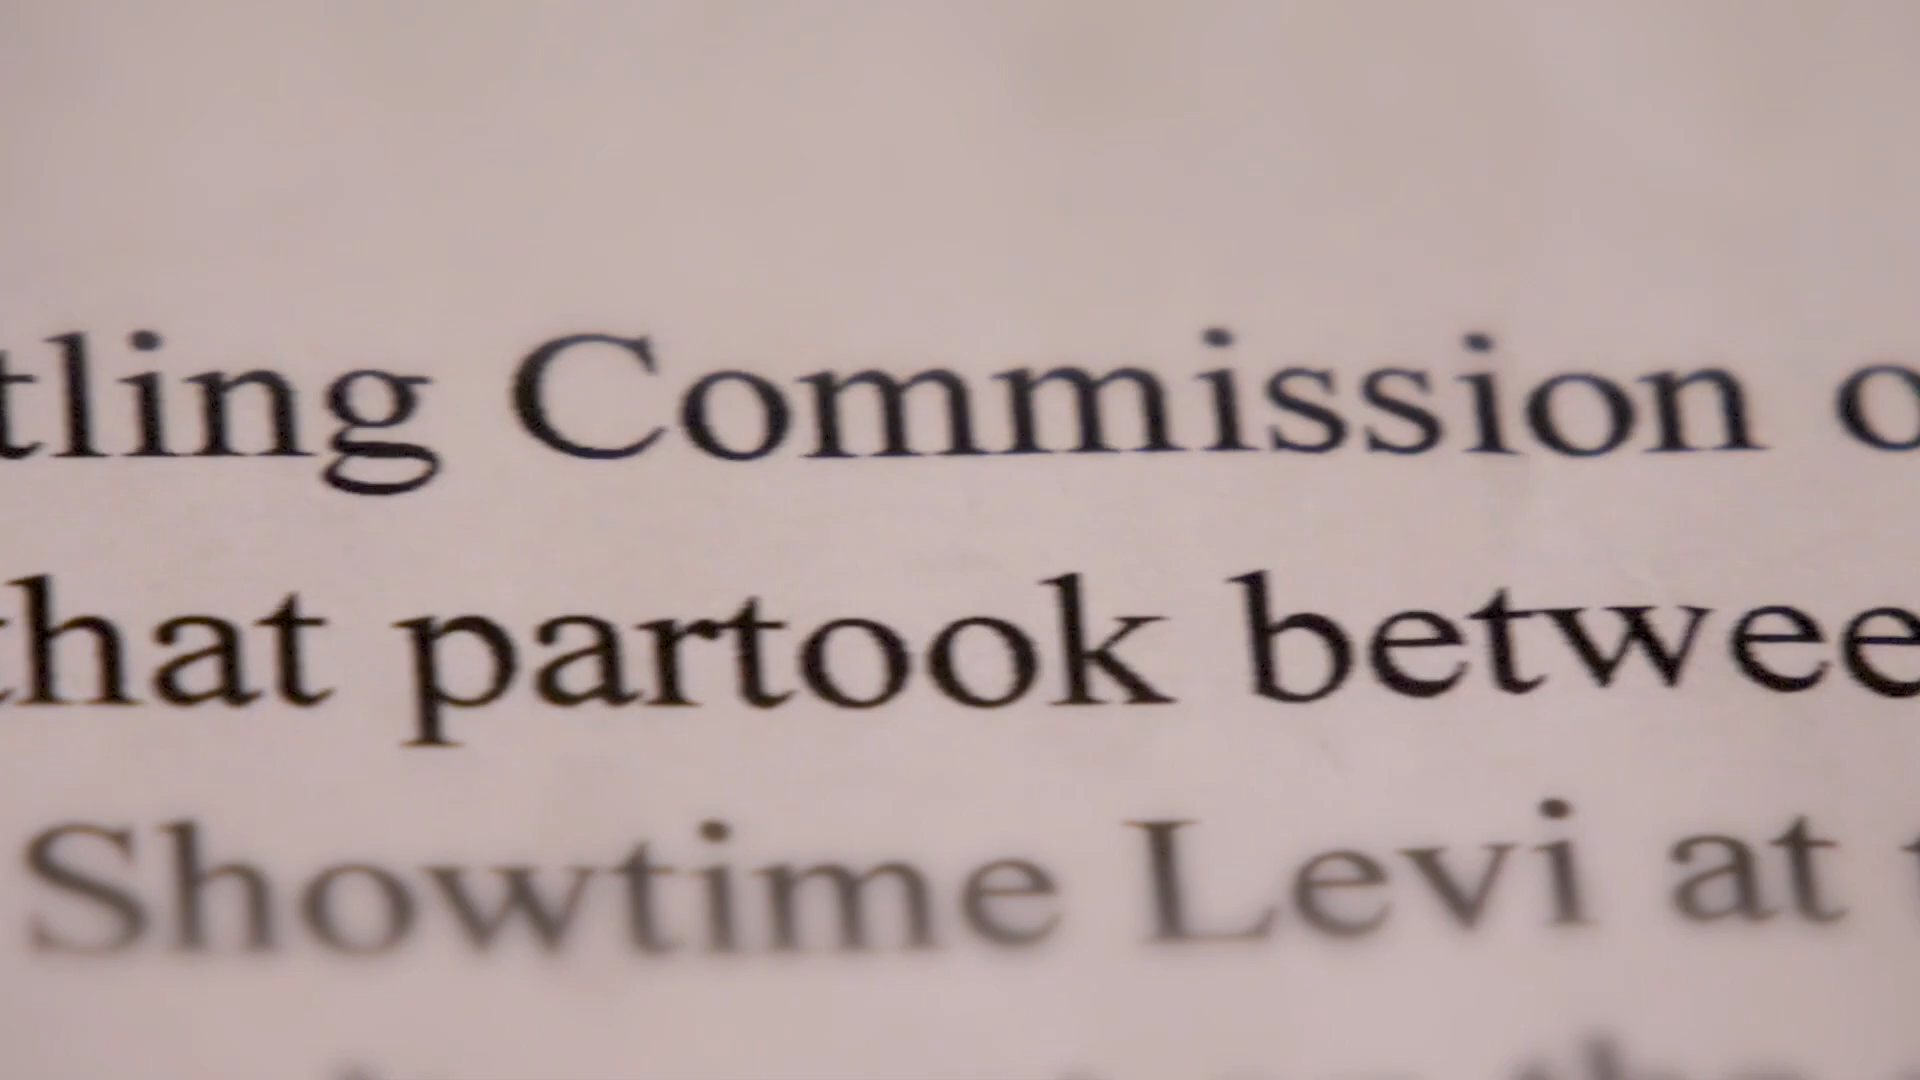 tling Commission o
that partook betwee
Showtime Levi at t